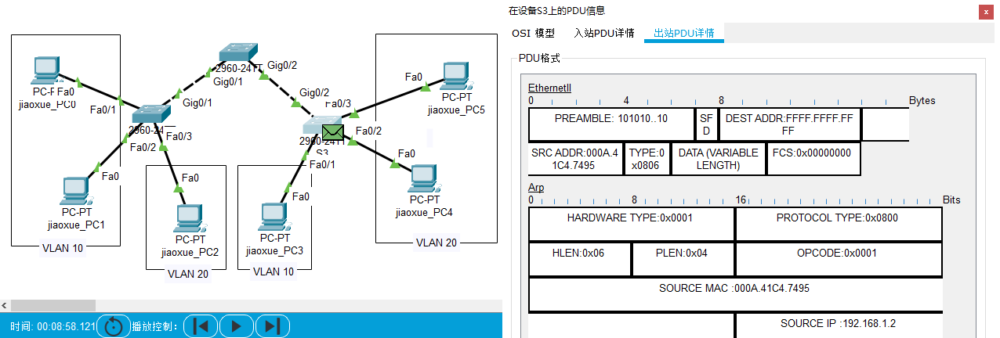 Gig0/2
2960-24TT
Gig0/1
Gig0/2
Fa0
PC-PT
jiaoxue_PC5
Fa0
jiaoxue_PC0
Fa0/1
Gig0/1
Fa0/3
Fa0/2
Fa0/3
Fa0/2
S3
Fa0/1
Fa0
Fa0
Fa0
Fa0
PC-PT
jiaoxue_PC4
PC-PT
jiaoxue_PC1
PC-PT
jiaoxue_PC2
PC-PT
jiaoxue_PC3
VLAN 10
VLAN 20
VLAN 10
VLAN 20
时间: 00:08:58.121
播放控制:
在设备S3上的PDU信息
x
OSI 模型 入站PDU详情 出站PDU详情
PDU格式
EthernetII
0 4 8 Bytes
PREAMBLE: 101010..10
SF
D
DEST ADDR:FFFF.FFFF.FF
FF
SRC ADDR:000A.4
1C4.7495
TYPE:0
x0806
DATA (VARIABLE
LENGTH)
FCS:0x00000000
Arp
0 8 16 Bits
HARDWARE TYPE:0x0001 PROTOCOL TYPE:0x0800
HLEN:0x06 PLEN:0x04 OPCODE:0x0001
SOURCE MAC :000A.41C4.7495
SOURCE IP :192.168.1.2